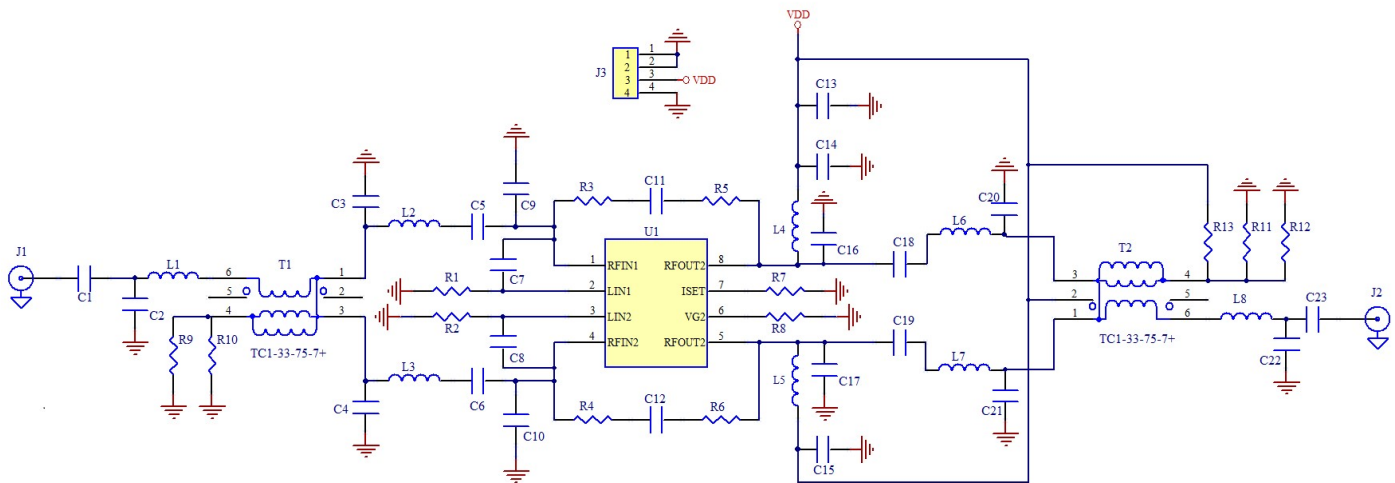 VDD
J3
1 1
2 2
3 3 VDD
4 4
C13
C14
C16
L4
C3
L2
C5
C9
R3 C11 R5
C7
U1
J1
C1
C2
L1
6 T1 1
5 2
4 3
TC1-33-75-7+
R9
R10
R1
R2
1 RFIN1 RFOUT2 8
2 LIN1 ISET 7
3 LIN2 VG2 6
4 RFIN2 RFOUT2 5
R7
R8
C8
C4
L3
C6
C10
R4 C12 R6
L5
C17
C15
C18
L6
C20
C19
L7
C21
T2
3 4
2 5
1 6
TC1-33-75-7+
R13
R11
R12
L8
C23
C22
J2